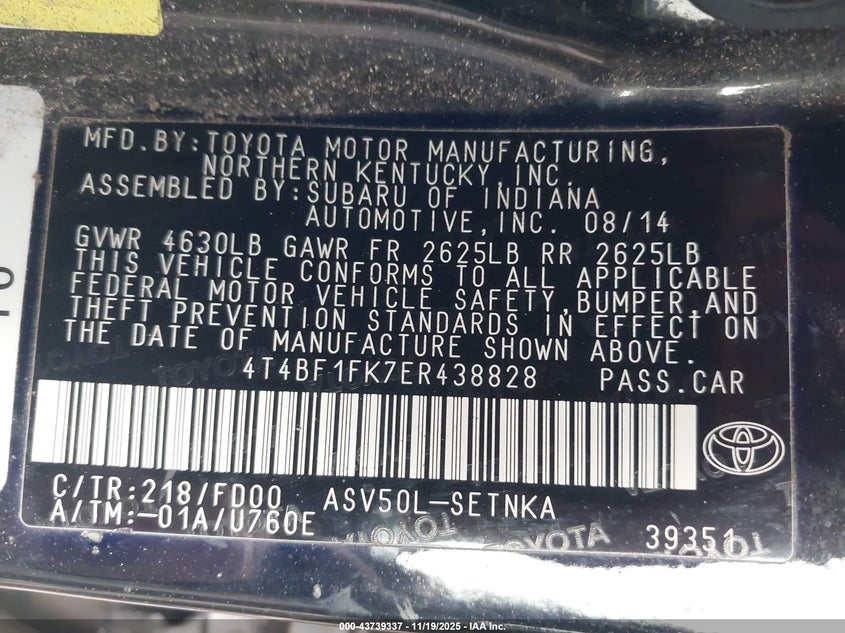 MFD.BY:TOYOTA MOTOR MANUFACTURING,
NORTHERN KENTUCKY,INC.
ASSEMBLED BY:SUBARU OF INDIANA
AUTOMOTIVE,INC. 08/14
GVWR 4630LB GAWR FR 2625LB RR 2625LB
THIS VEHICLE CONFORMS TO ALL APPLICABLE
FEDERAL MOTOR VEHICLE SAFETY,BUMPER,AND
THEFT PREVENTION STANDARDS IN EFFECT ON
THE DATE OF MANUFACTURE SHOWN ABOVE.
4T4BF1FK7ER438828 PASS.CAR
C/TR:218/FD00 ASV50L-SETNKA
A/TM:-01A/U760E
39351
000-43739337 - 11/19/2025 - IAA Inc.